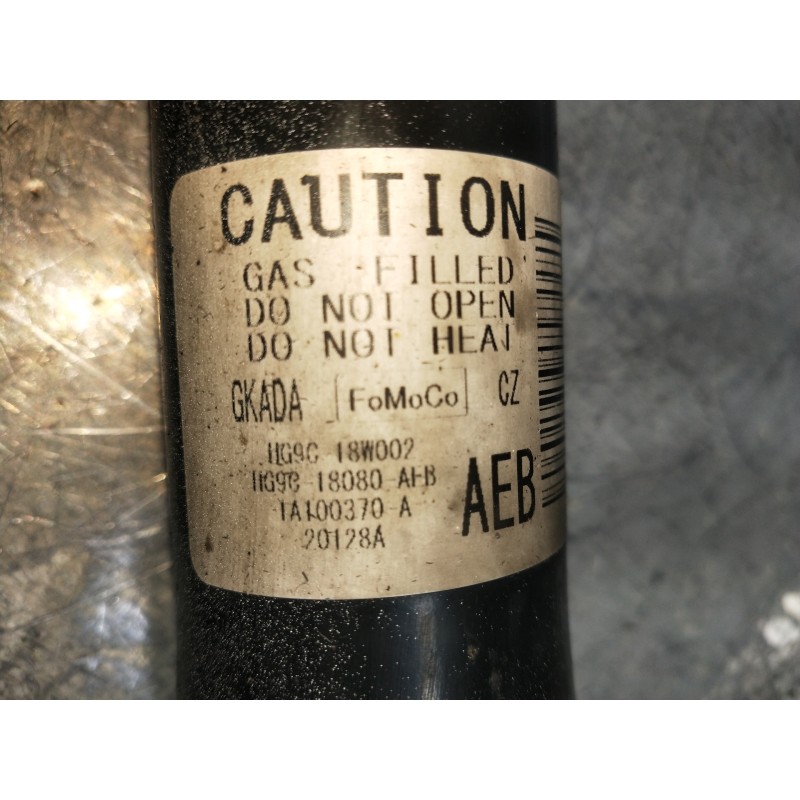 CAUTION
GAS FILLED
DO NOT OPEN
DO NOT HEAT
GKADA FoMoCo CZ
HG9C 18W002
HG9C 18080 AEB
AEB
1A100370 A
20128A